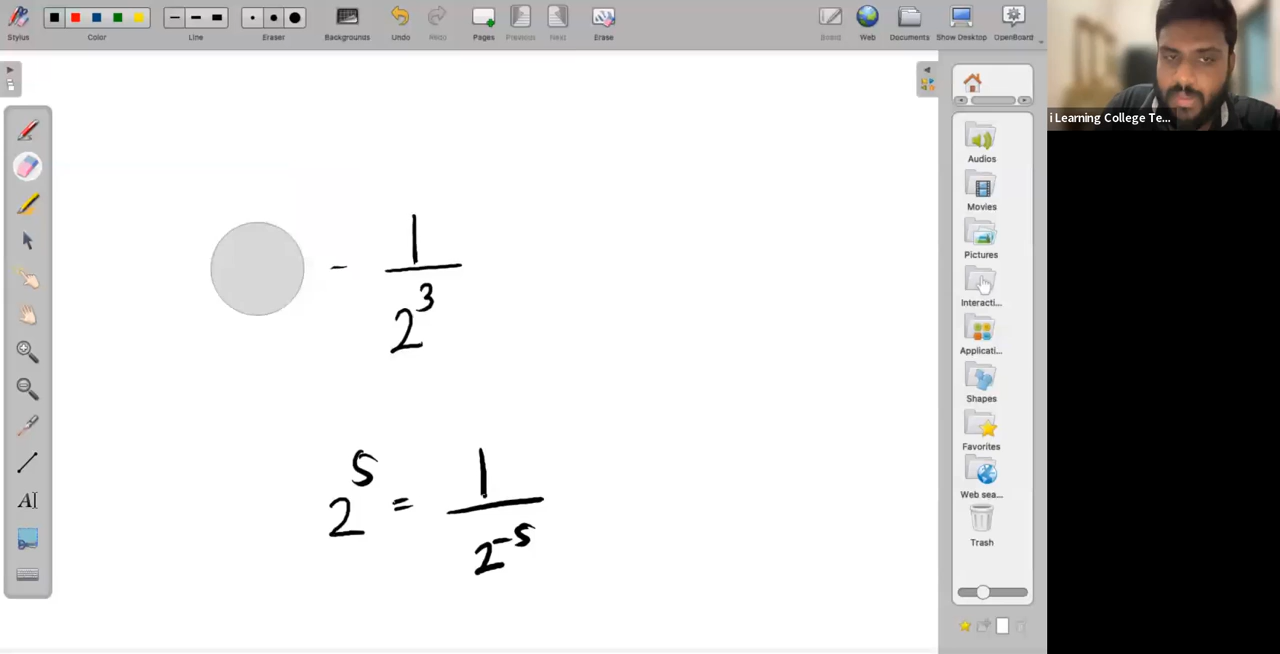 Stylus Color Line Eraser Backgrounds Undo Redo Pages Previous Next Erase Board Web Documents Show Desktop OpenBoard
i Learning College Te...
Audios
Movies
Pictures
Interacti...
Applicati...
Shapes
Favorites
Web sea...
Trash
AI
- 1
2^3
2^5 = 1
2^-5